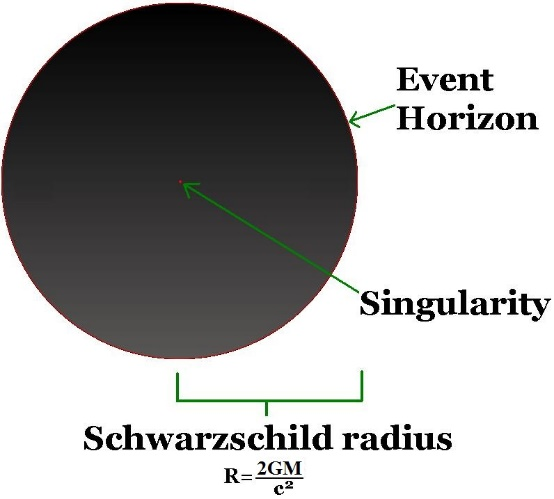 Event
Horizon
Singularity
Schwarzschild radius
R=2GM/c²